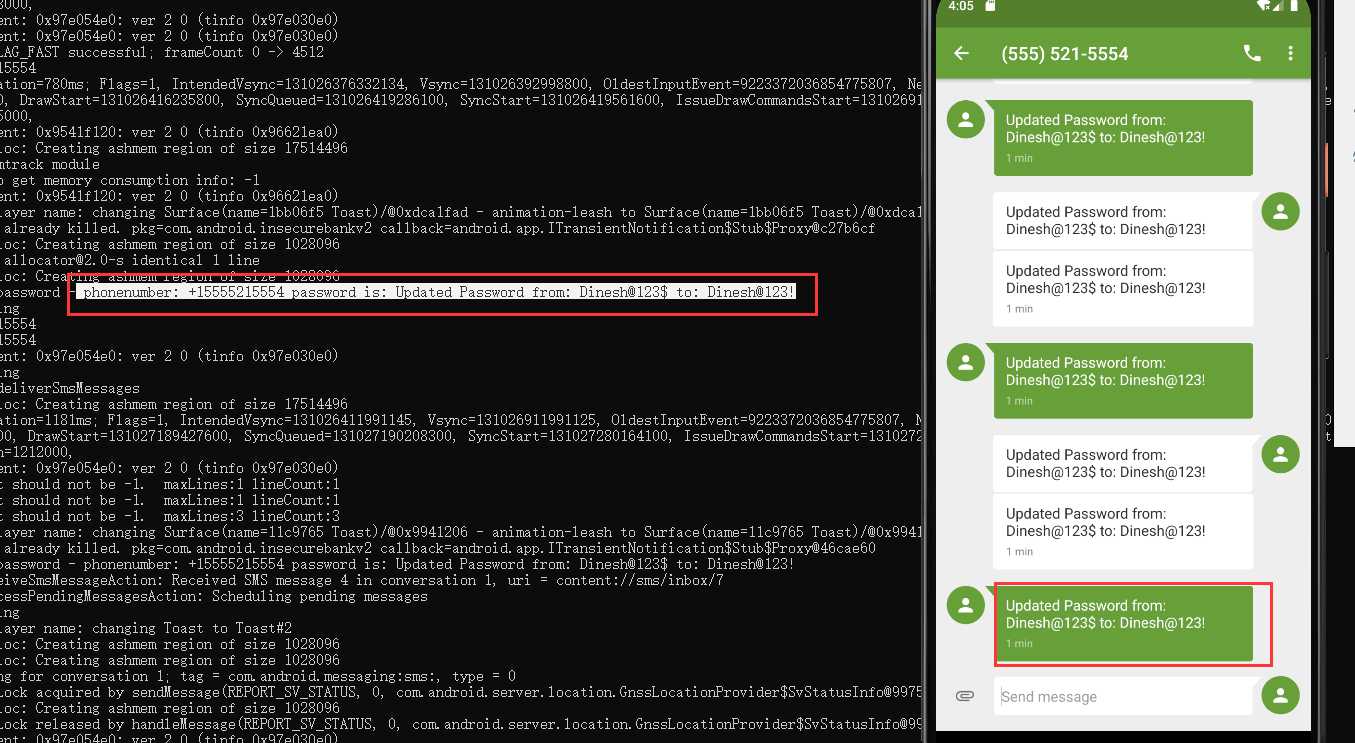 3000,
ent: 0x97e054e0: ver 2 0 (tinfo 0x97e030e0)
ent: 0x97e054e0: ver 2 0 (tinfo 0x97e030e0)
LAG_FAST successful; frameCount 0 -> 4512
15554
ation=780ms; Flags=1, IntendedVsync=131026376332134, Vsync=131026392998800, OldestInputEvent=9223372036854775807, Ne
0, DrawStart=131026416235800, SyncQueued=131026419286100, SyncStart=131026419561600, IssueDrawCommandsStart=13102691
5000,
ent: 0x9541f120: ver 2 0 (tinfo 0x96621ea0)
loc: Creating ashmem region of size 17514496
mtrack module
o get memory consumption info: -1
ent: 0x9541f120: ver 2 0 (tinfo 0x96621ea0)
ayer name: changing Surface(name=1bb06f5 Toast)/@0xdca1fad - animation-leash to Surface(name=1bb06f5 Toast)/@0xdca1
already killed. pkg=com.android.insecurebankv2 callback=android.app.ITransientNotification$Stub$Proxy@c27b6cf
loc: Creating ashmem region of size 1028096
allocator@2.0-s identical 1 line
loc: Creating ashmem region of size 1028096
password - phonenumber: +15555215554 password is: Updated Password from: Dinesh@123$ to: Dinesh@123!
ing
15554
15554
ent: 0x97e054e0: ver 2 0 (tinfo 0x97e030e0)
ing
deliverSmsMessages
loc: Creating ashmem region of size 17514496
ation=1181ms; Flags=1, IntendedVsync=131026411991145, Vsync=131026911991125, OldestInputEvent=9223372036854775807, N
00, DrawStart=131027189427600, SyncQueued=131027190208300, SyncStart=131027280164100, IssueDrawCommandsStart=1310272
n=1212000,
ent: 0x97e054e0: ver 2 0 (tinfo 0x97e030e0)
t should not be -1.  maxLines:1 lineCount:1
t should not be -1.  maxLines:1 lineCount:1
t should not be -1.  maxLines:3 lineCount:3
ayer name: changing Surface(name=11c9765 Toast)/@0x9941206 - animation-leash to Surface(name=11c9765 Toast)/@0x9941
already killed. pkg=com.android.insecurebankv2 callback=android.app.ITransientNotification$Stub$Proxy@46cae60
password - phonenumber: +15555215554 password is: Updated Password from: Dinesh@123$ to: Dinesh@123!
eiveSmsMessageAction: Received SMS message 4 in conversation 1, uri = content://sms/inbox/7
cessPendingMessagesAction: Scheduling pending messages
ing
ayer name: changing Toast to Toast#2
loc: Creating ashmem region of size 1028096
loc: Creating ashmem region of size 1028096
ng for conversation 1; tag = com.android.messaging:sms:, type = 0
Lock acquired by sendMessage(REPORT_SV_STATUS, 0, com.android.server.location.GnssLocationProvider$SvStatusInfo@9975
loc: Creating ashmem region of size 1028096
Lock released by handleMessage(REPORT_SV_STATUS, 0, com.android.server.location.GnssLocationProvider$SvStatusInfo@99
ent: 0x97e054e0: ver 2 0 (tinfo 0x97e030e0)
4:05
(555) 521-5554
Updated Password from:
Dinesh@123$ to: Dinesh@123!
1 min
Updated Password from:
Dinesh@123$ to: Dinesh@123!
Updated Password from:
Dinesh@123$ to: Dinesh@123!
1 min
Updated Password from:
Dinesh@123$ to: Dinesh@123!
1 min
Updated Password from:
Dinesh@123$ to: Dinesh@123!
Updated Password from:
Dinesh@123$ to: Dinesh@123!
1 min
Updated Password from:
Dinesh@123$ to: Dinesh@123!
1 min
Send message